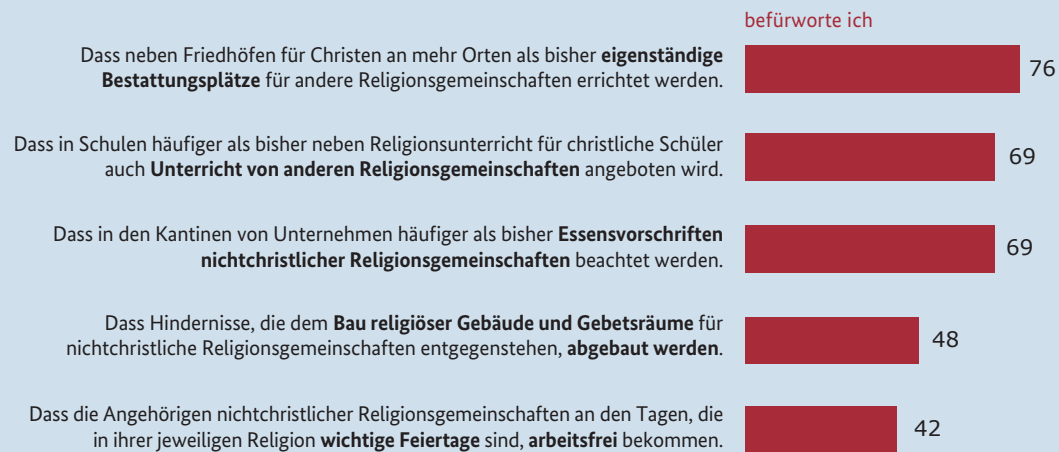 befürworte ich
Dass neben Friedhöfen für Christen an mehr Orten als bisher eigenständige
Bestattungsplätze für andere Religionsgemeinschaften errichtet werden.
76
Dass in Schulen häufiger als bisher neben Religionsunterricht für christliche Schüler
auch Unterricht von anderen Religionsgemeinschaften angeboten wird.
69
Dass in den Kantinen von Unternehmen häufiger als bisher Essensvorschriften
nichtchristlicher Religionsgemeinschaften beachtet werden.
69
Dass Hindernisse, die dem Bau religiöser Gebäude und Gebetsräume für
nichtchristliche Religionsgemeinschaften entgegenstehen, abgebaut werden.
48
Dass die Angehörigen nichtchristlicher Religionsgemeinschaften an den Tagen, die
in ihrer jeweiligen Religion wichtige Feiertage sind, arbeitsfrei bekommen.
42